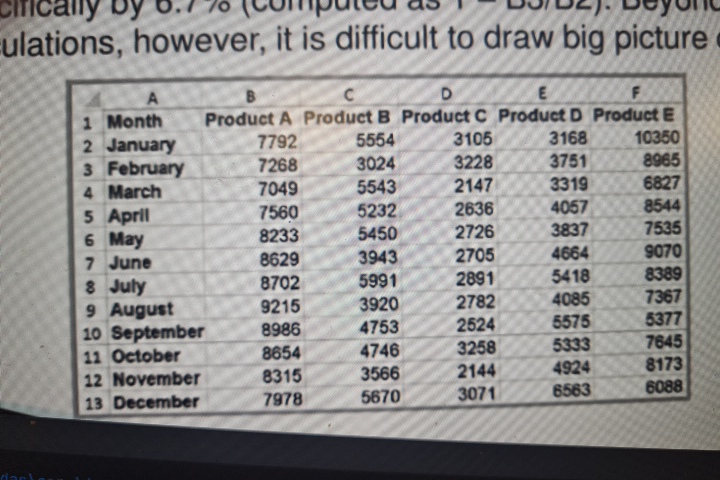 cifically by 6.7% (computed as 1 –
ulations, however, it is difficult to draw big picture
A B C D E F
1 Month Product A Product B Product C Product D Product E
2 January 7792 5554 3105 3168 10350
3 February 7268 3024 3228 3751 8965
4 March 7049 5543 2147 3319 6827
5 April 7560 5232 2636 4057 8544
6 May 8233 5450 2726 3837 7535
7 June 8629 3943 2705 4664 9070
8 July 8702 5991 2891 5418 8389
9 August 9215 3920 2782 4085 7367
10 September 8986 4753 2524 5575 5377
11 October 8654 4746 3258 5333 7645
12 November 8315 3566 2144 4924 8173
13 December 7978 5670 3071 6563 6088